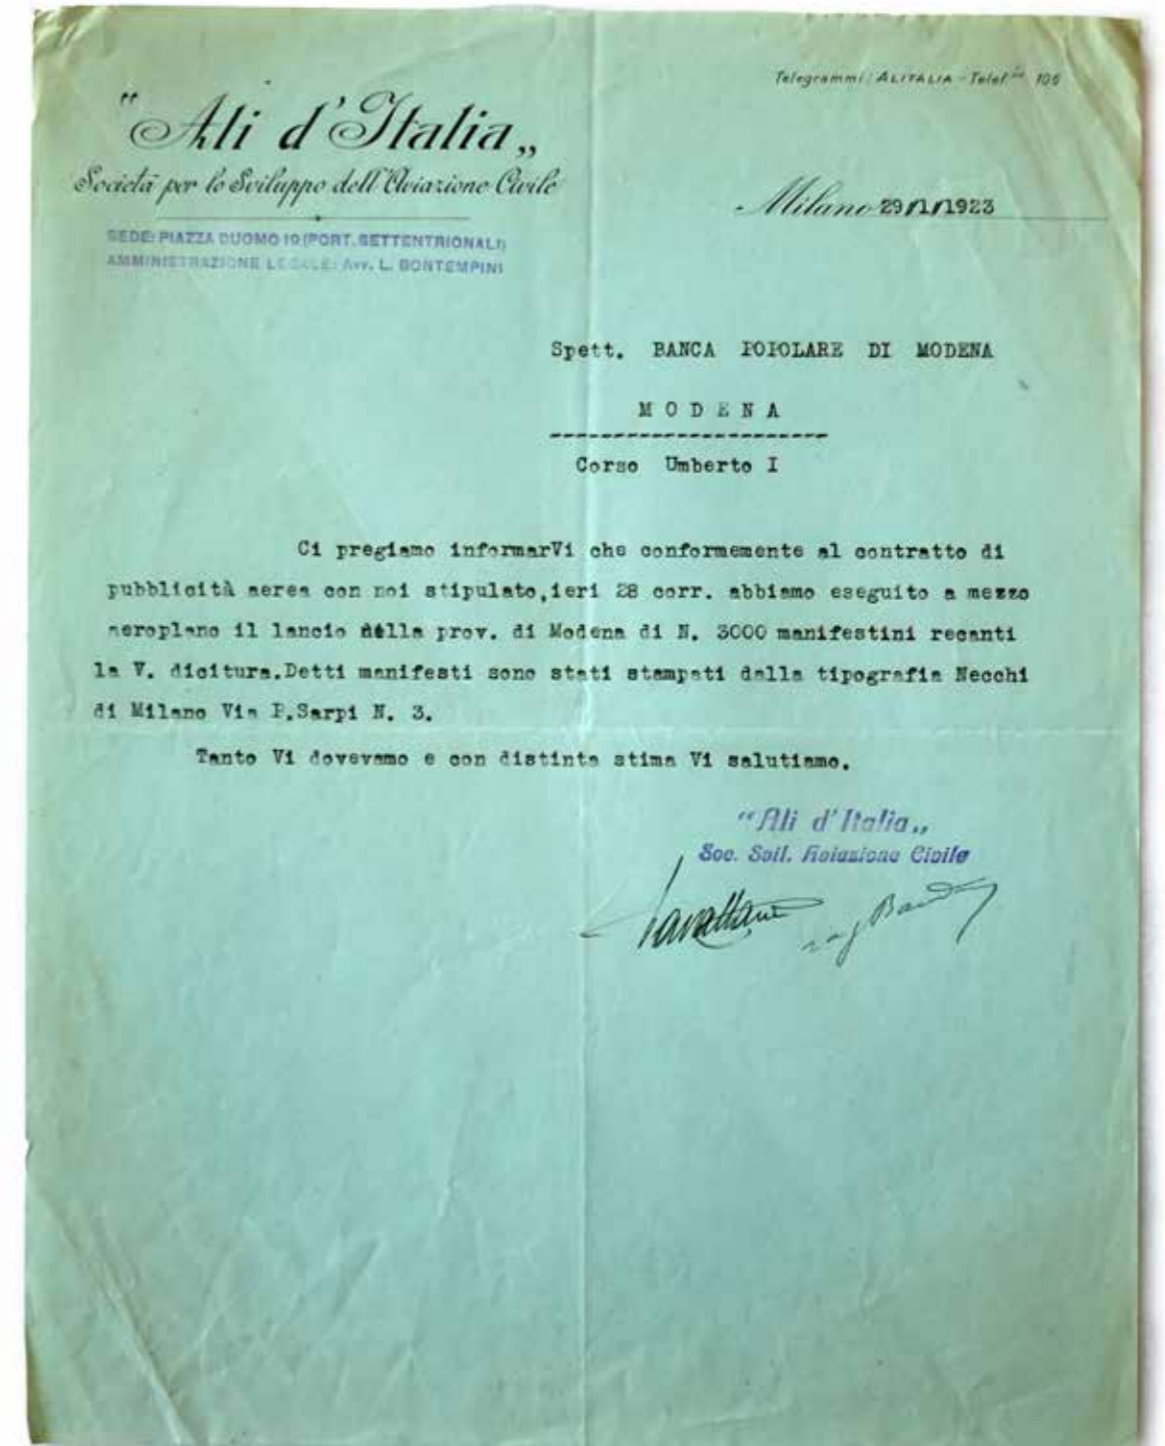 Telegrammi: ALITALIA - Telef. 106
"Ali d'Italia„
Società per lo Sviluppo dell'Aviazione Civile
Milano 29/1/1923
SEDE: PIAZZA DUOMO 19 (PORT. SETTENTRIONALI)
AMMINISTRAZIONE LEGALE: Avv. L. BONTEMPINI
Spett. BANCA POPOLARE DI MODENA
MODENA
Corso Umberto I
Ci pregiamo informarVi che conformemente al contratto di
pubblicità aerea con noi stipulato,ieri 28 corr. abbiamo eseguito a mezzo
aeroplano il lancio nella prov. di Modena di N. 3000 manifestini recanti
la V. dicitura.Detti manifesti sono stati stampati dalla tipografia Necchi
di Milano Via P.Sarpi N. 3.
Tanto Vi dovevamo e con distinta stima Vi salutiamo.
"Ali d'Italia„
Soc. Svil. Aviazione Civile